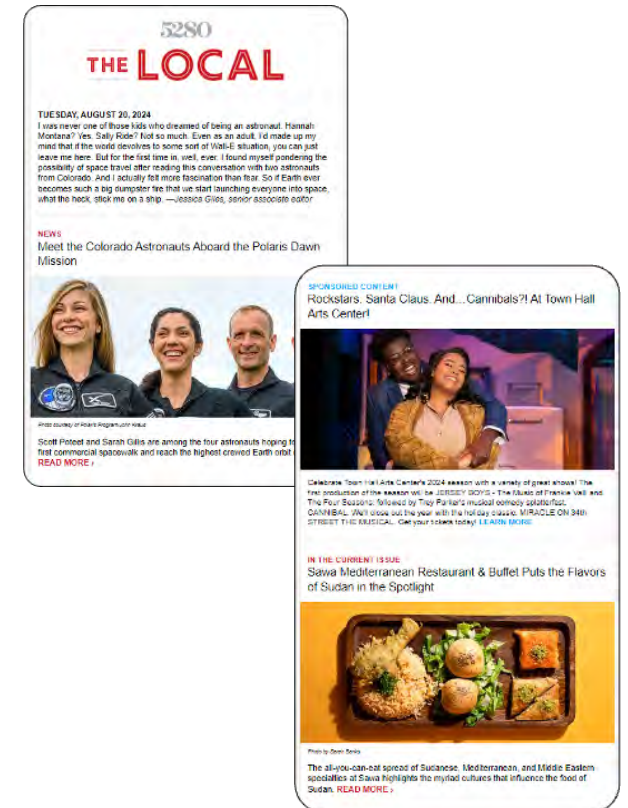 5280
THE LOCAL
TUESDAY, AUGUST 20, 2024
I was never one of those kids who dreamed of being an astronaut. Hannah
Montana? Yes. Sally Ride? Not so much. Even as an adult, I'd made up my
mind that if the world devolves to some sort of Wall-E situation, you can just
leave me here. But for the first time in, well, ever, I found myself pondering the
possibility of space travel after reading this conversation with two astronauts
from Colorado. And I actually felt more fascination than fear. So if Earth ever
becomes such a big dumpster fire that we start launching everyone into space,
what the heck, stick me on a ship. —Jessica Giles, senior associate editor
NEWS
Meet the Colorado Astronauts Aboard the Polaris Dawn
Mission
Photo courtesy of Polaris Program/John Kraus
Scott Poteet and Sarah Gillis are among the four astronauts hoping to
first commercial spacewalk and reach the highest crewed Earth orbit
READ MORE ›
SPONSORED CONTENT
Rockstars. Santa Claus. And...Cannibals?! At Town Hall
Arts Center!
Celebrate Town Hall Arts Center's 2024 season with a variety of great shows! The
first production of the season will be JERSEY BOYS - The Music of Frankie Valli and
The Four Seasons, followed by Trey Parker's musical comedy splatterfest,
CANNIBAL. We'll close out the year with the holiday classic, MIRACLE ON 34th
STREET THE MUSICAL. Get your tickets today! LEARN MORE
IN THE CURRENT ISSUE
Sawa Mediterranean Restaurant & Buffet Puts the Flavors
of Sudan in the Spotlight
Photo by Sarah Banks
The all-you-can-eat spread of Sudanese, Mediterranean, and Middle Eastern
specialties at Sawa highlights the myriad cultures that influence the food of
Sudan. READ MORE ›